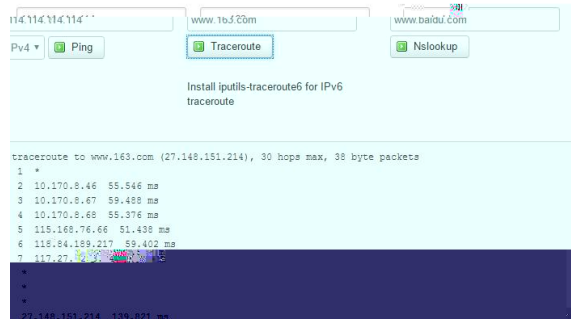 114.114.114.114 www.163.com www.baidu.com
Pv4 Ping Traceroute Nslookup
Install iputils-traceroute6 for IPv6
traceroute
traceroute to www.163.com (27.148.151.214), 30 hops max, 38 byte packets
1 *
2 10.170.8.46 55.546 ms
3 10.170.8.67 59.488 ms
4 10.170.8.68 55.376 ms
5 115.168.76.66 51.438 ms
6 118.84.189.217 59.402 ms
7 117.27.
*
*
*
27.148.151.214 139.821 ms